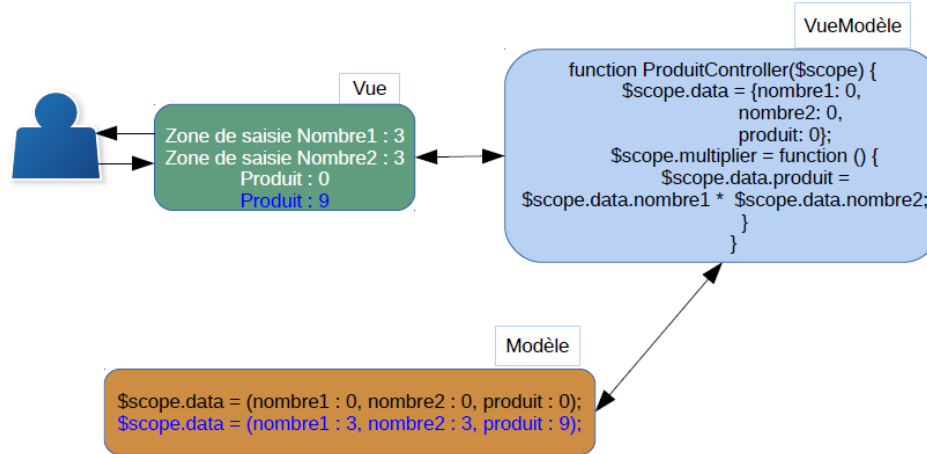 VueModèle
function ProduitController($scope) {
$scope.data = {nombre1: 0,
nombre2: 0,
produit: 0};
$scope.multiplier = function () {
$scope.data.produit =
$scope.data.nombre1 * $scope.data.nombre2;
}
}
Vue
Zone de saisie Nombre1 : 3
Zone de saisie Nombre2 : 3
Produit : 0
Produit : 9
Modèle
$scope.data = (nombre1 : 0, nombre2 : 0, produit : 0);
$scope.data = (nombre1 : 3, nombre2 : 3, produit : 9);